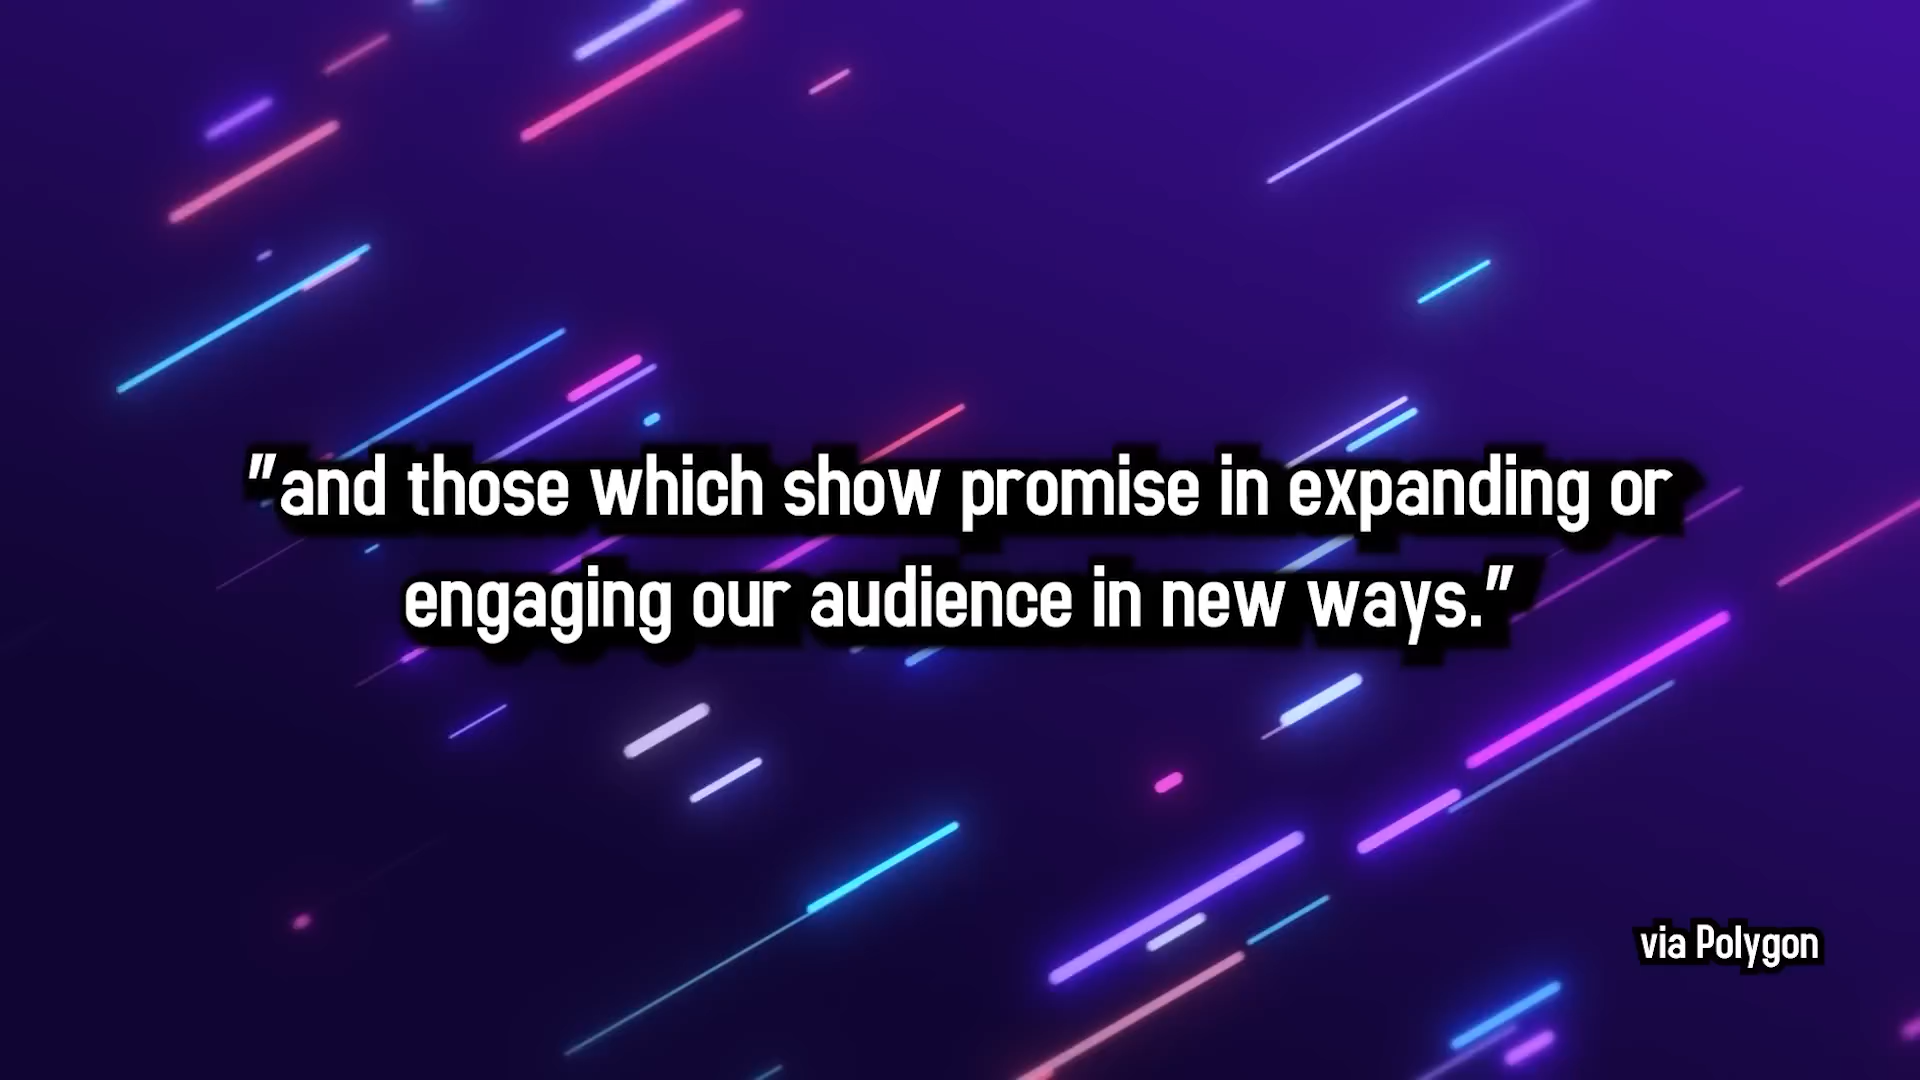 "and those which show promise in expanding or
engaging our audience in new ways."
via Polygon